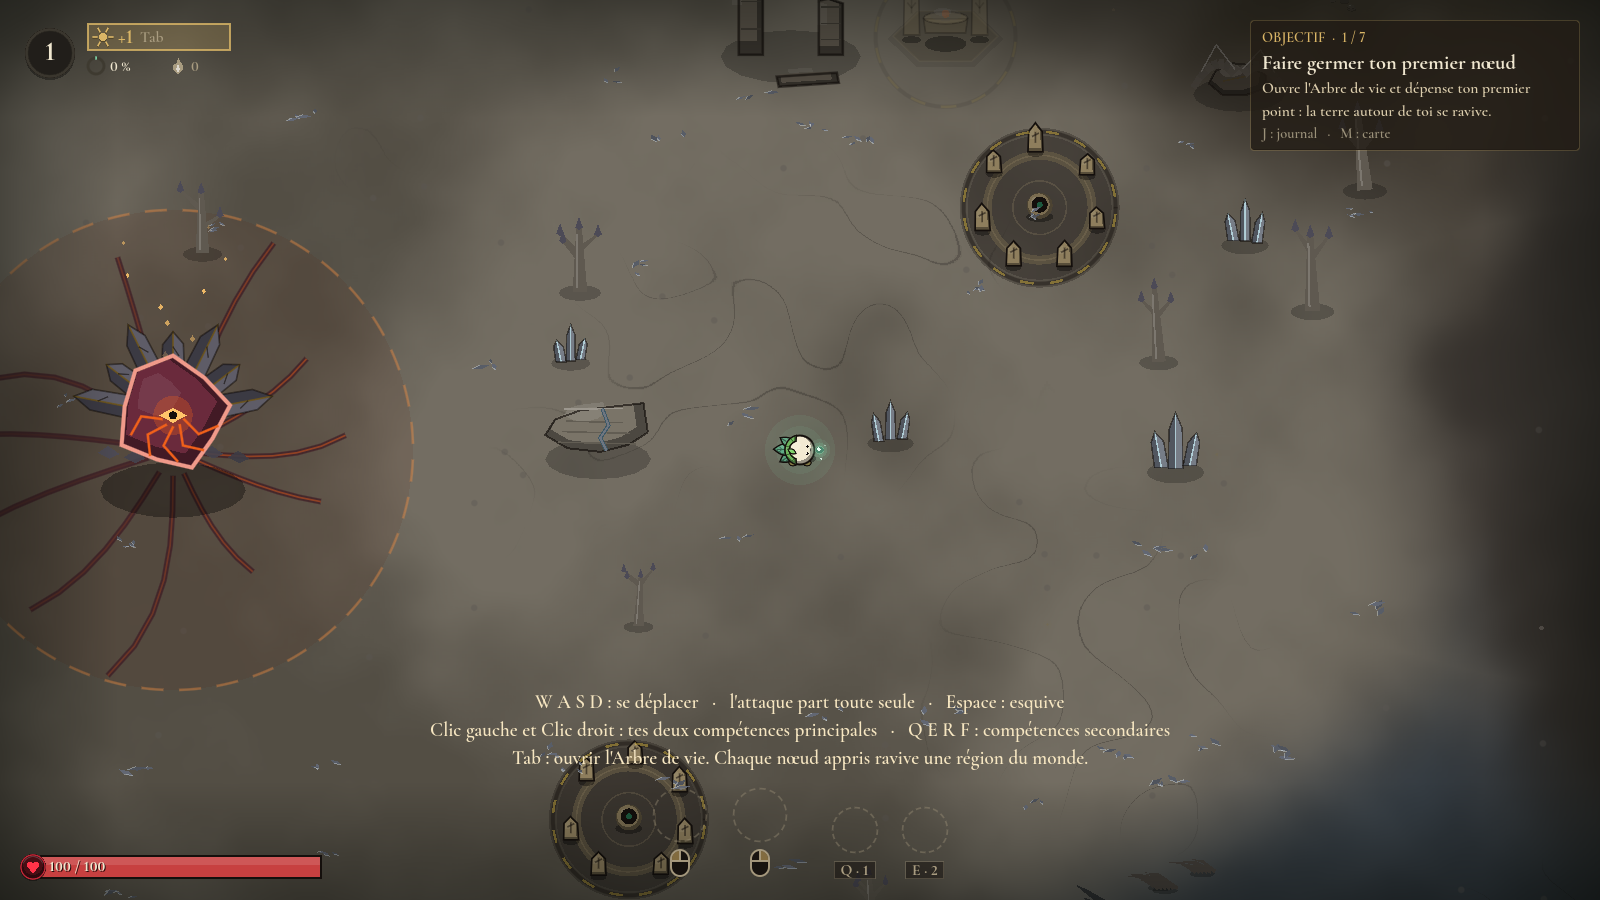 1
+1 Tab
0 %
0
OBJECTIF · 1 / 7
Faire germer ton premier nœud
Ouvre l'Arbre de vie et dépense ton premier
point : la terre autour de toi se ravive.
J : journal · M : carte
W A S D : se déplacer · l'attaque part toute seule · Espace : esquive
Clic gauche et Clic droit : tes deux compétences principales · Q E R F : compétences secondaires
Tab : ouvrir l'Arbre de vie. Chaque nœud appris ravive une région du monde.
100 / 100
Q · 1
E · 2